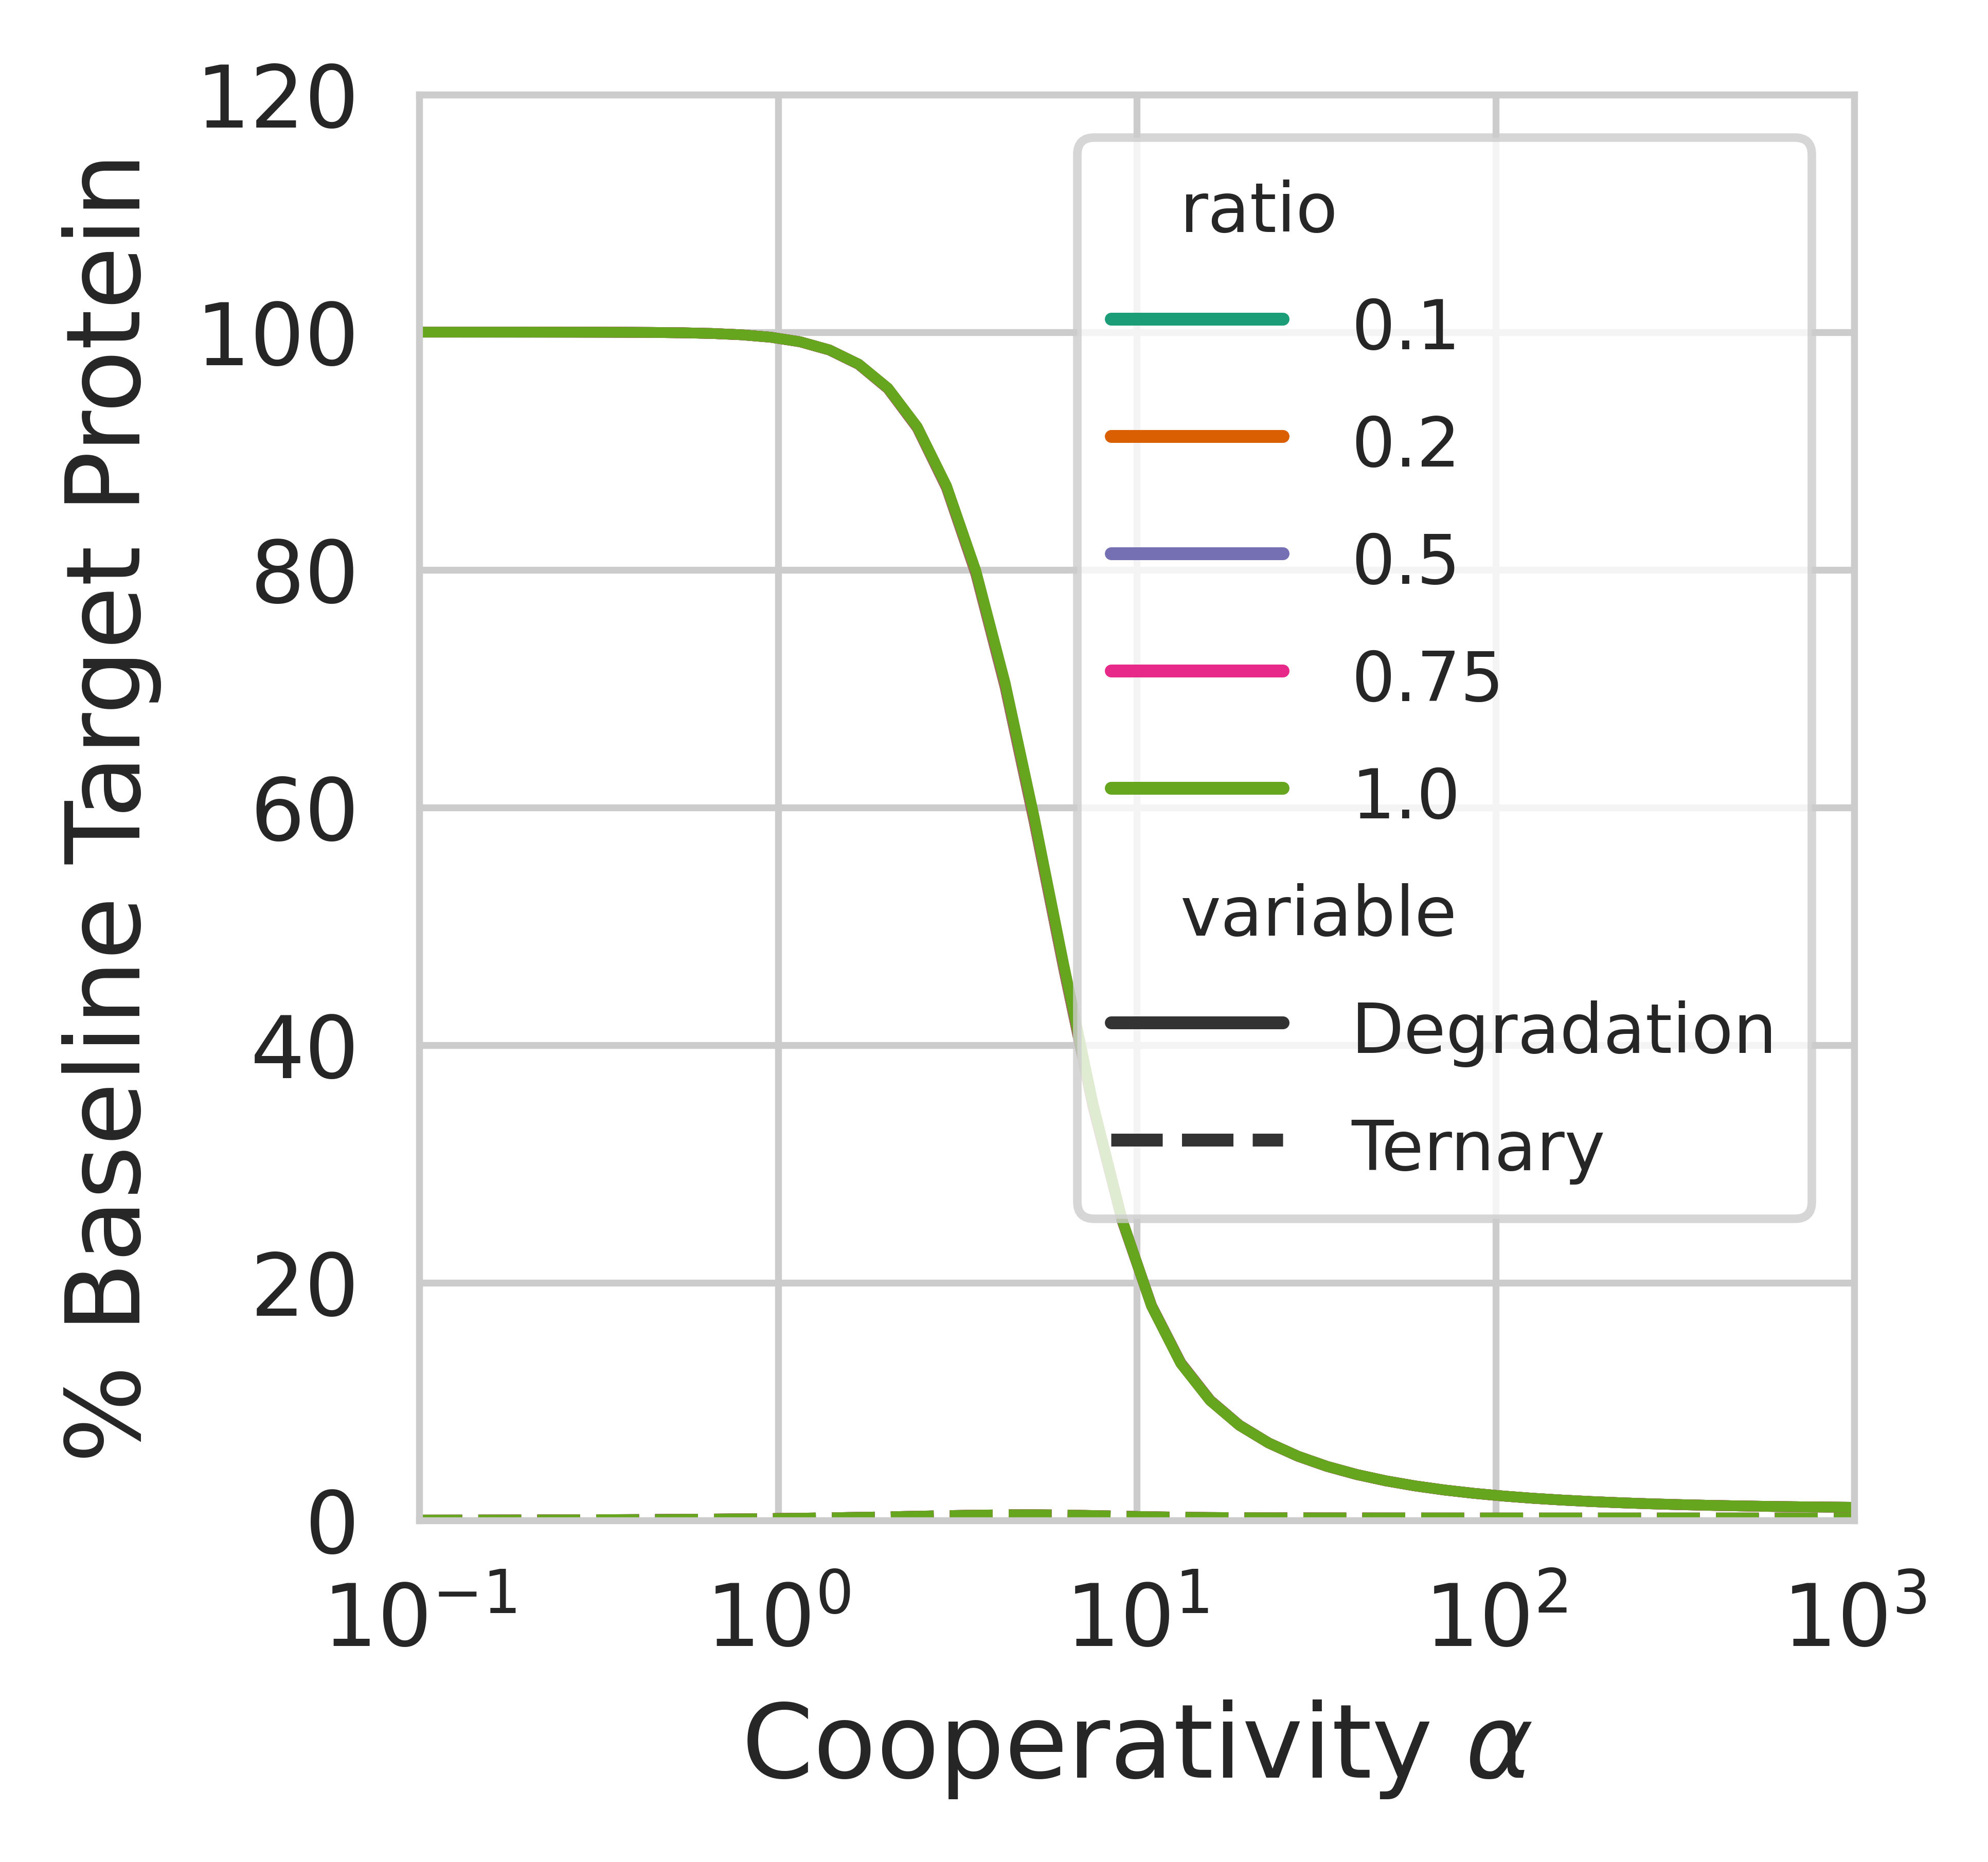 % Baseline Target Protein
120
100
80
60
40
20
0
ratio
0.1
0.2
0.5
0.75
1.0
variable
Degradation
Ternary
10⁻¹ 10⁰ 10¹ 10² 10³
Cooperativity α